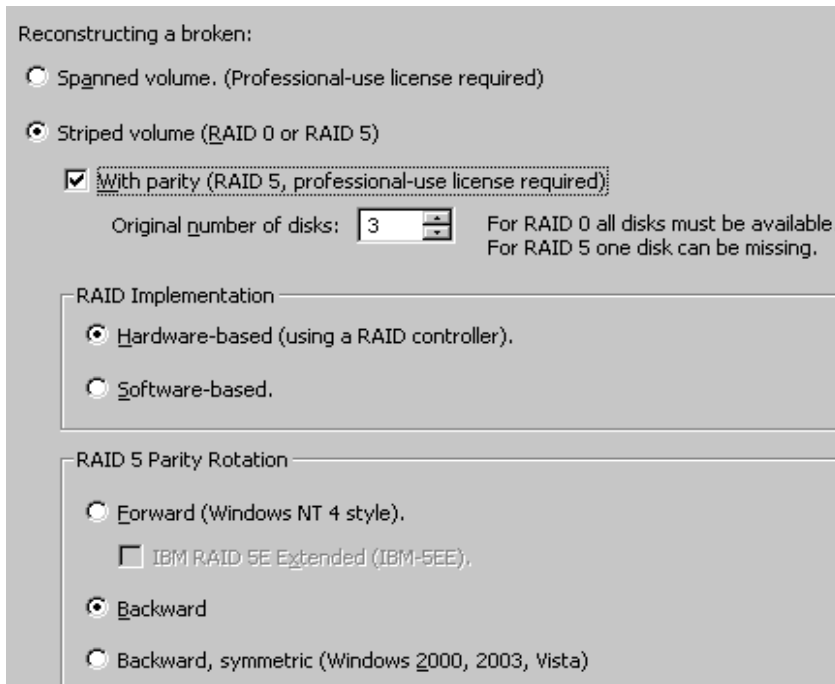 Reconstructing a broken:
Spanned volume. (Professional-use license required)
Striped volume (RAID 0 or RAID 5)
With parity (RAID 5, professional-use license required)
Original number of disks: 3 For RAID 0 all disks must be available
For RAID 5 one disk can be missing.
RAID Implementation
Hardware-based (using a RAID controller).
Software-based.
RAID 5 Parity Rotation
Forward (Windows NT 4 style).
IBM RAID 5E Extended (IBM-5EE).
Backward
Backward, symmetric (Windows 2000, 2003, Vista)